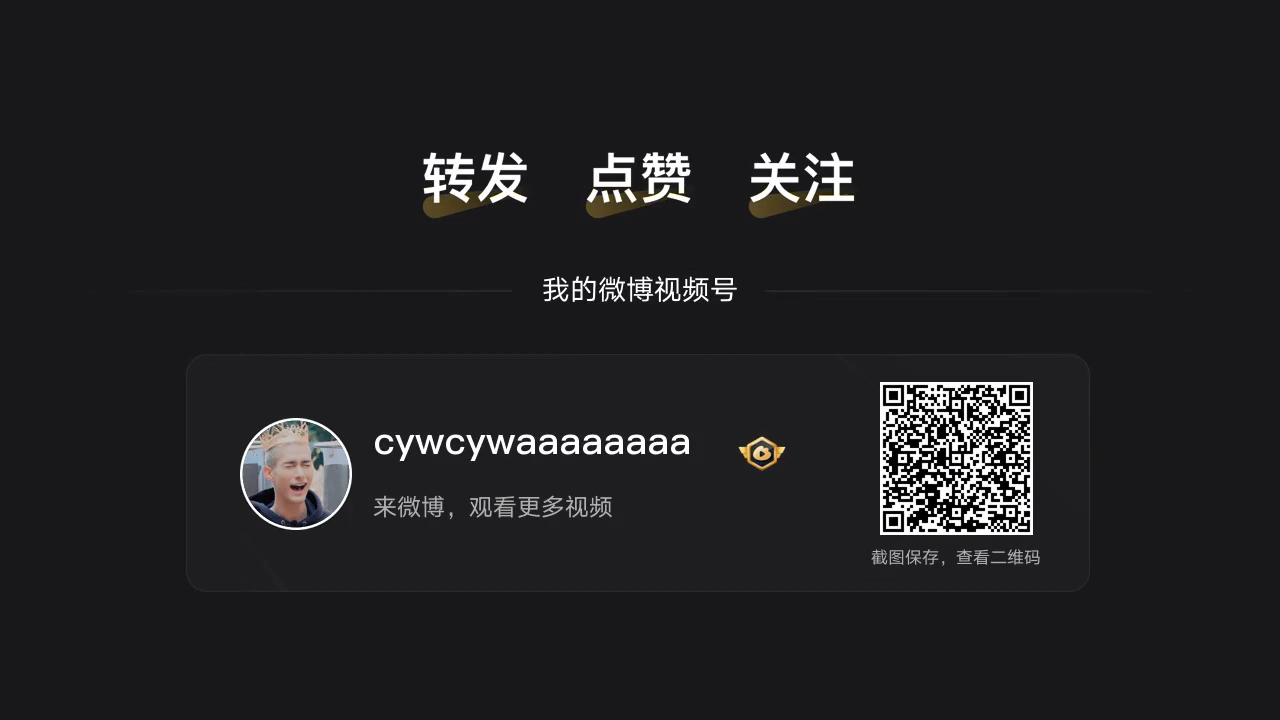 转发 点赞 关注
我的微博视频号
cywcywaaaaaaaa
来微博，观看更多视频
截图保存，查看二维码